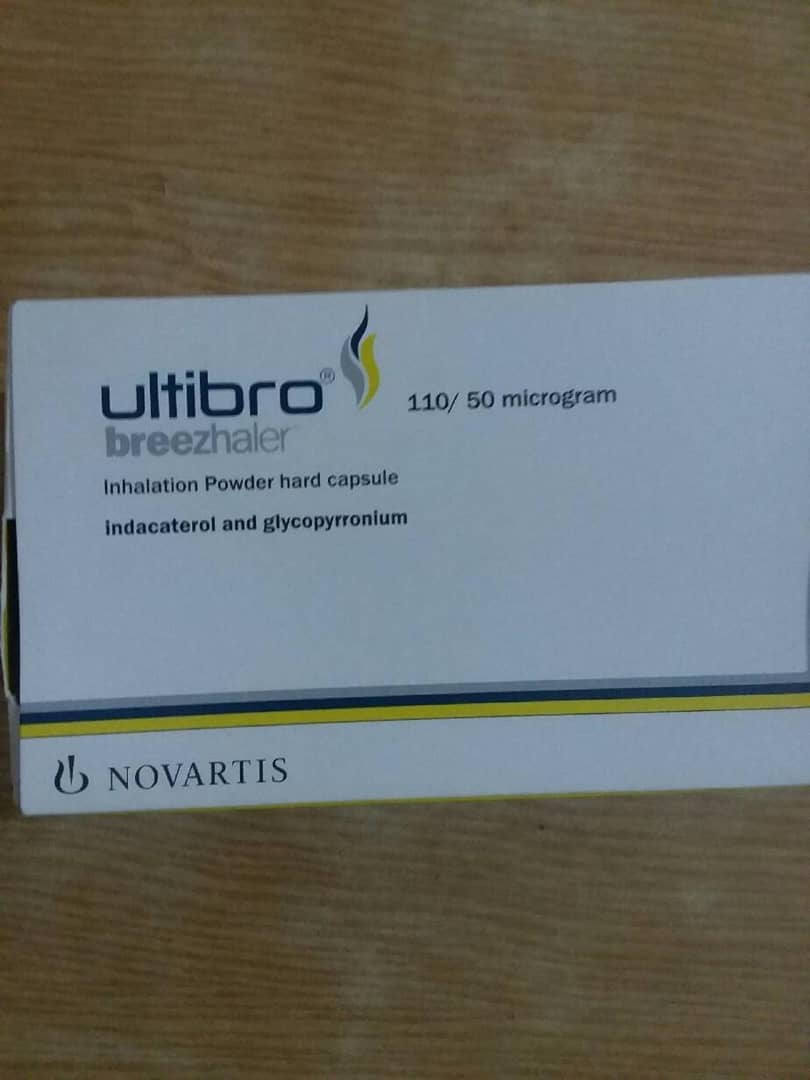 ultibro®
breezhaler
110/ 50 microgram
Inhalation Powder hard capsule
indacaterol and glycopyrronium
NOVARTIS